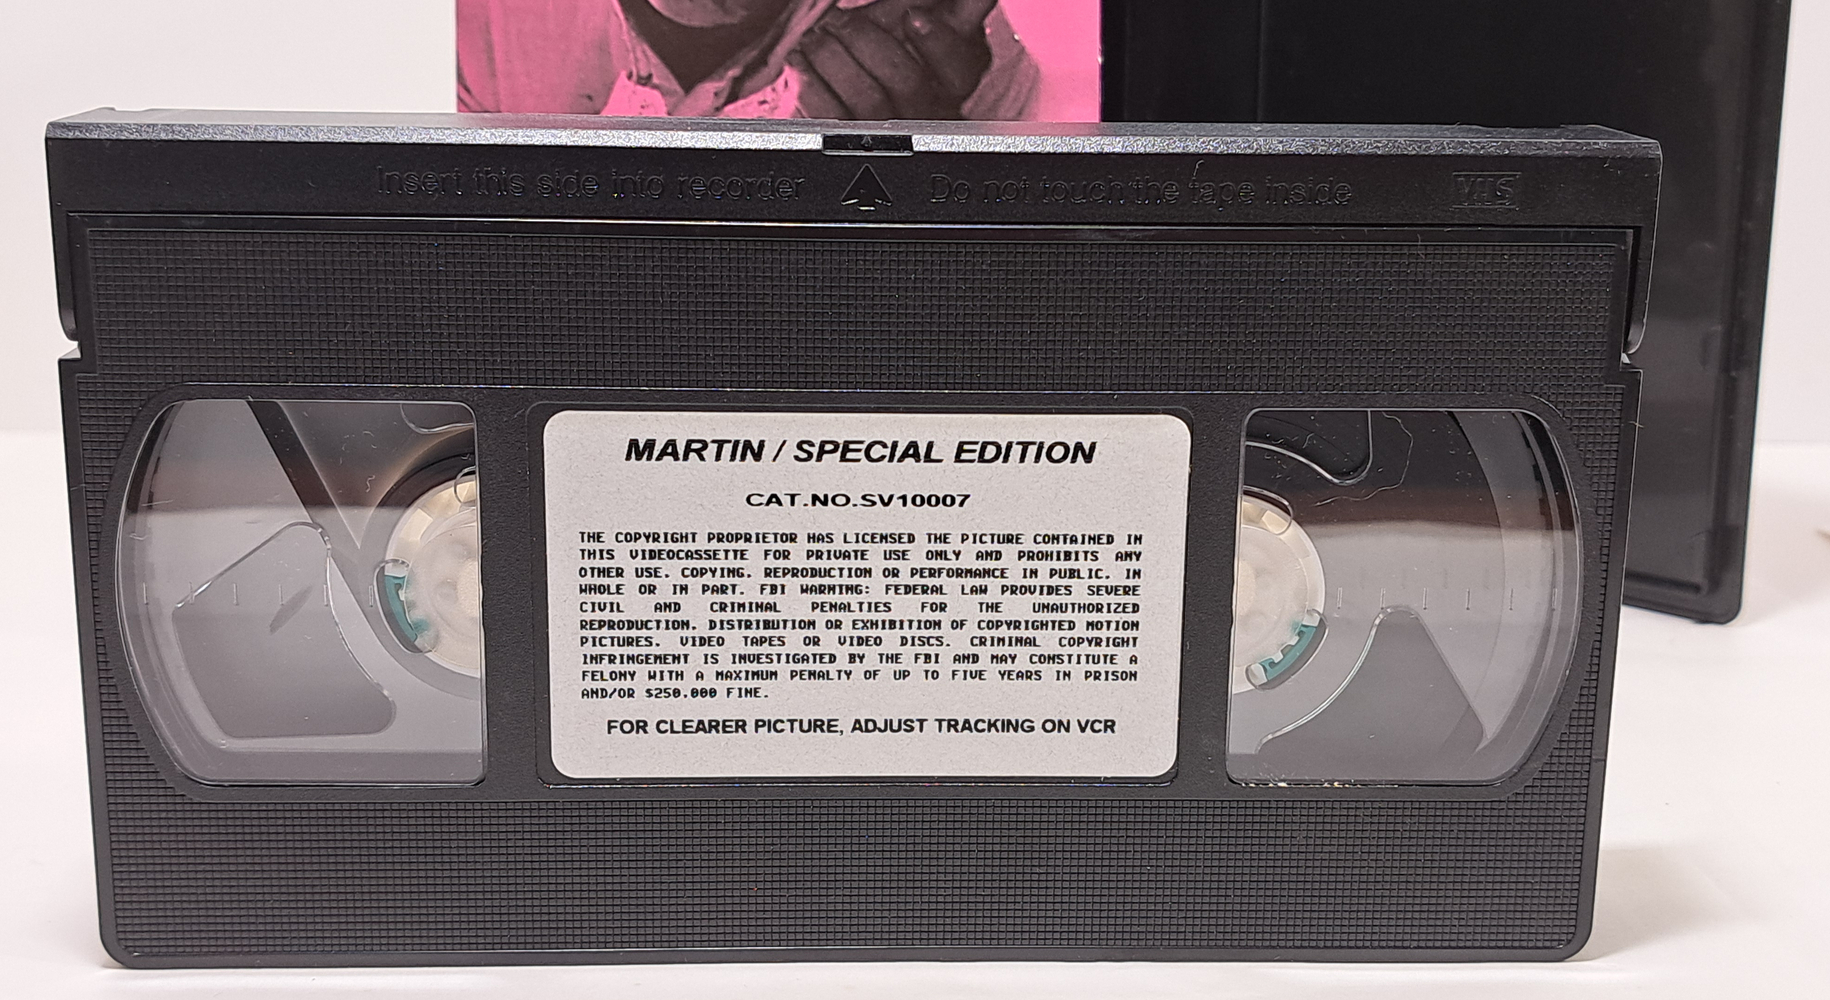 Insert this side into recorder Do not touch the tape inside VHS
MARTIN / SPECIAL EDITION
CAT.NO.SV10007
THE COPYRIGHT PROPRIETOR HAS LICENSED THE PICTURE CONTAINED IN
THIS VIDEOCASSETTE FOR PRIVATE USE ONLY AND PROHIBITS ANY
OTHER USE. COPYING. REPRODUCTION OR PERFORMANCE IN PUBLIC. IN
WHOLE OR IN PART. FBI WARNING: FEDERAL LAW PROVIDES SEVERE
CIVIL AND CRIMINAL PENALTIES FOR THE UNAUTHORIZED
REPRODUCTION. DISTRIBUTION OR EXHIBITION OF COPYRIGHTED MOTION
PICTURES. VIDEO TAPES OR VIDEO DISCS. CRIMINAL COPYRIGHT
INFRINGEMENT IS INVESTIGATED BY THE FBI AND MAY CONSTITUTE A
FELONY WITH A MAXIMUM PENALTY OF UP TO FIVE YEARS IN PRISON
AND/OR $250.000 FINE.
FOR CLEARER PICTURE, ADJUST TRACKING ON VCR